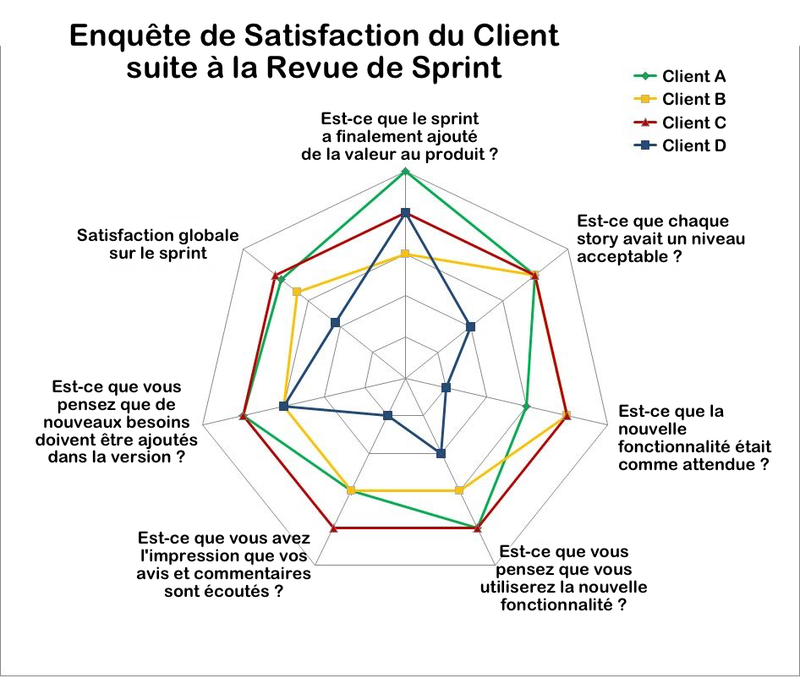 Enquête de Satisfaction du Client
suite à la Revue de Sprint
Client A
Client B
Client C
Client D
Est-ce que le sprint
a finalement ajouté
de la valeur au produit ?
Est-ce que chaque
story avait un niveau
acceptable ?
Satisfaction globale
sur le sprint
Est-ce que vous
pensez que de
nouveaux besoins
doivent être ajoutés
dans la version ?
Est-ce que la
nouvelle
fonctionnalité était
comme attendue ?
Est-ce que vous avez
l'impression que vos
avis et commentaires
sont écoutés ?
Est-ce que vous
pensez que vous
utiliserez la nouvelle
fonctionnalité ?